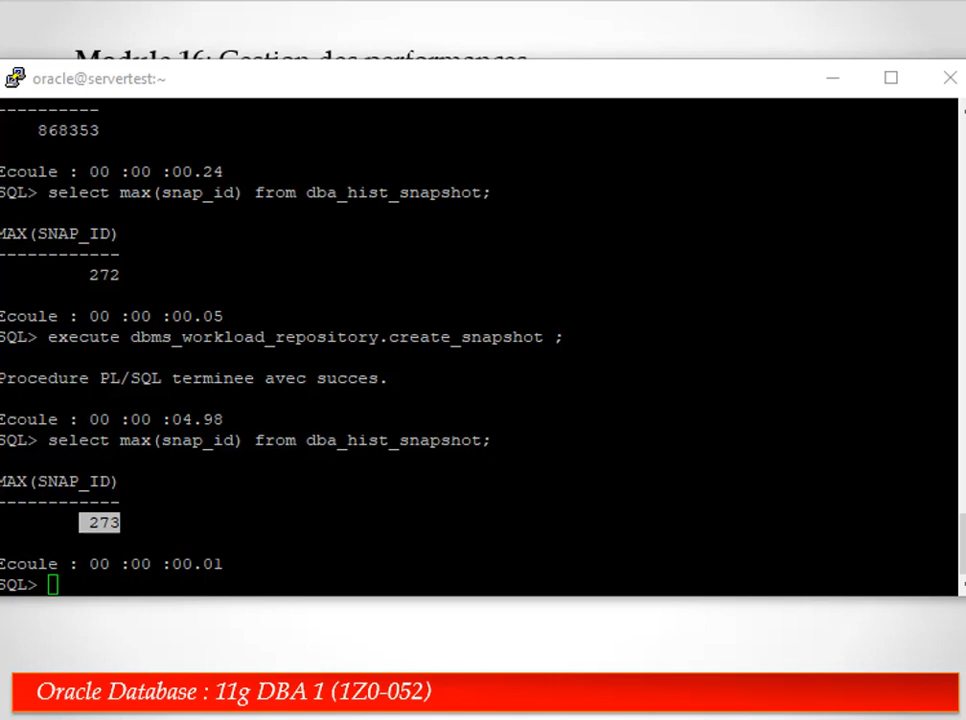 Module 16: Gestion des performances
oracle@servertest:~
----------
868353
Ecoule : 00 :00 :00.24
SQL> select max(snap_id) from dba_hist_snapshot;
MAX(SNAP_ID)
------------
272
Ecoule : 00 :00 :00.05
SQL> execute dbms_workload_repository.create_snapshot ;
Procedure PL/SQL terminee avec succes.
Ecoule : 00 :00 :04.98
SQL> select max(snap_id) from dba_hist_snapshot;
MAX(SNAP_ID)
------------
273
Ecoule : 00 :00 :00.01
SQL>
Oracle Database : 11g DBA 1 (1Z0-052)